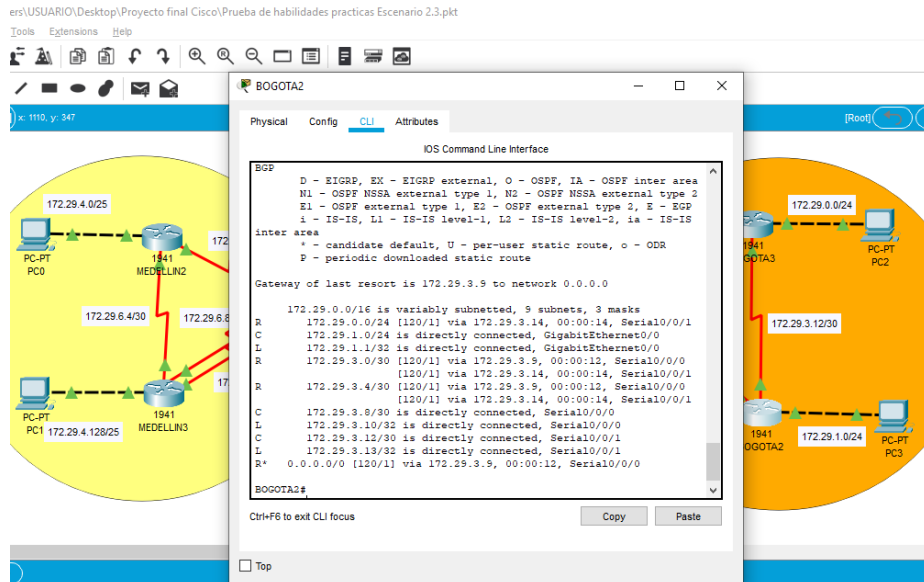 ers\USUARIO\Desktop\Proyecto final Cisco\Prueba de habilidades practicas Escenario 2.3.pkt
Tools Extensions Help
x: 1110, y: 347
[Root]
172.29.4.0/25
PC-PT
PC0
1941
MEDELLIN2
172
172.29.6.4/30
172.29.6.8
17
PC-PT
PC1
172.29.4.128/25
1941
MEDELLIN3
BOGOTA2
Physical Config CLI Attributes
IOS Command Line Interface
BGP
D - EIGRP, EX - EIGRP external, O - OSPF, IA - OSPF inter area
N1 - OSPF NSSA external type 1, N2 - OSPF NSSA external type 2
E1 - OSPF external type 1, E2 - OSPF external type 2, E - EGP
i - IS-IS, L1 - IS-IS level-1, L2 - IS-IS level-2, ia - IS-IS
inter area
* - candidate default, U - per-user static route, o - ODR
P - periodic downloaded static route
Gateway of last resort is 172.29.3.9 to network 0.0.0.0
172.29.0.0/16 is variably subnetted, 9 subnets, 3 masks
R 172.29.0.0/24 [120/1] via 172.29.3.14, 00:00:14, Serial0/0/1
C 172.29.1.0/24 is directly connected, GigabitEthernet0/0
L 172.29.1.1/32 is directly connected, GigabitEthernet0/0
R 172.29.3.0/30 [120/1] via 172.29.3.9, 00:00:12, Serial0/0/0
[120/1] via 172.29.3.14, 00:00:14, Serial0/0/1
R 172.29.3.4/30 [120/1] via 172.29.3.9, 00:00:12, Serial0/0/0
[120/1] via 172.29.3.14, 00:00:14, Serial0/0/1
C 172.29.3.8/30 is directly connected, Serial0/0/0
L 172.29.3.10/32 is directly connected, Serial0/0/0
C 172.29.3.12/30 is directly connected, Serial0/0/1
L 172.29.3.13/32 is directly connected, Serial0/0/1
R* 0.0.0.0/0 [120/1] via 172.29.3.9, 00:00:12, Serial0/0/0
BOGOTA2#
Ctrl+F6 to exit CLI focus
Copy
Paste
Top
172.29.0.0/24
1941
GOTA3
PC-PT
PC2
172.29.3.12/30
1941
OGOTA2
172.29.1.0/24
PC-PT
PC3